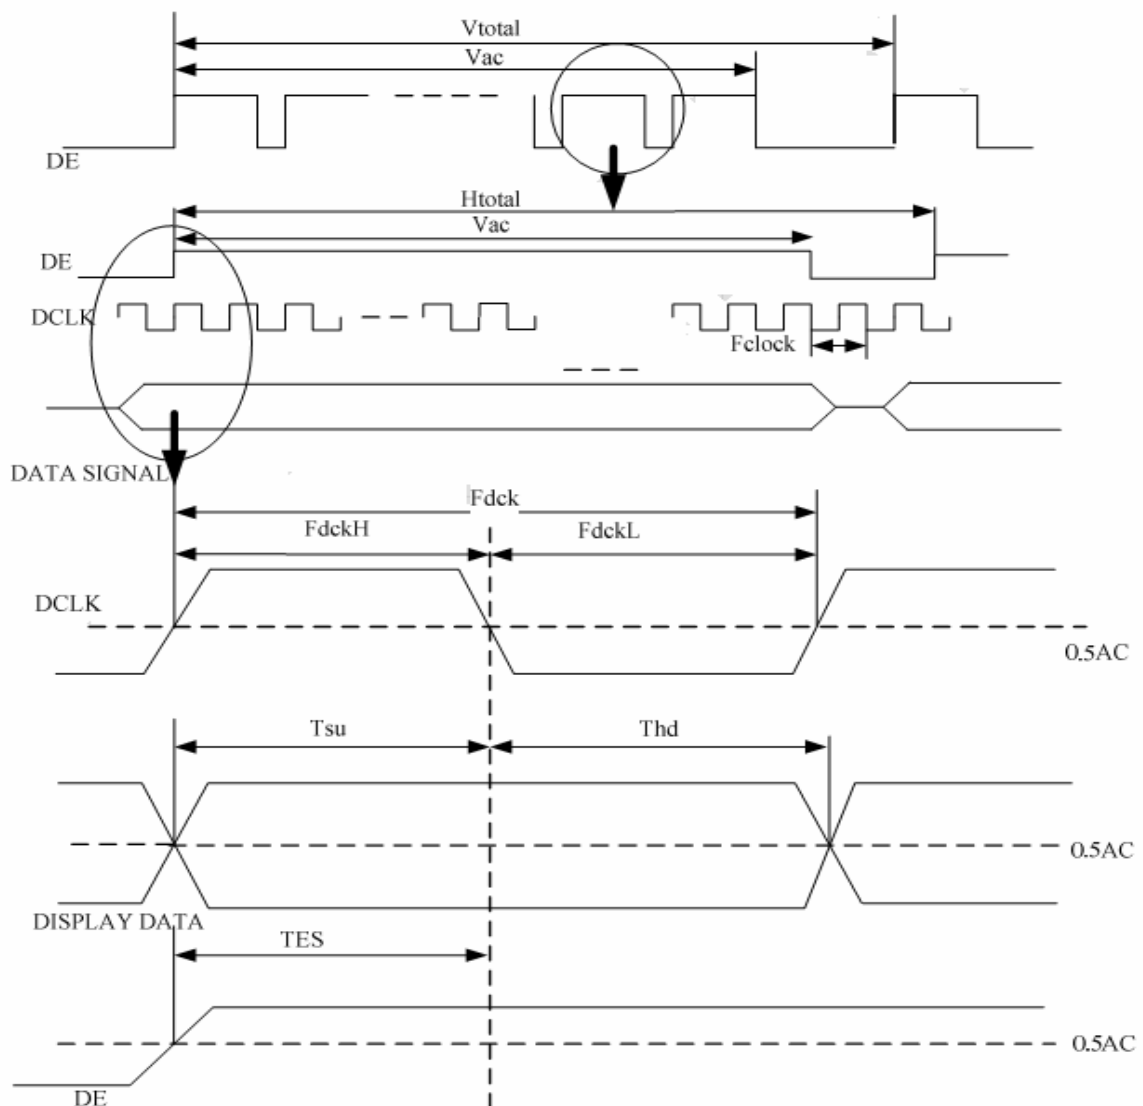 Vtotal
Vac
DE
Htotal
Vac
DE
DCLK
Fclock
DATA SIGNAL
Fdck
FdckH
FdckL
DCLK
0.5AC
Tsu
Thd
0.5AC
DISPLAY DATA
TES
0.5AC
DE